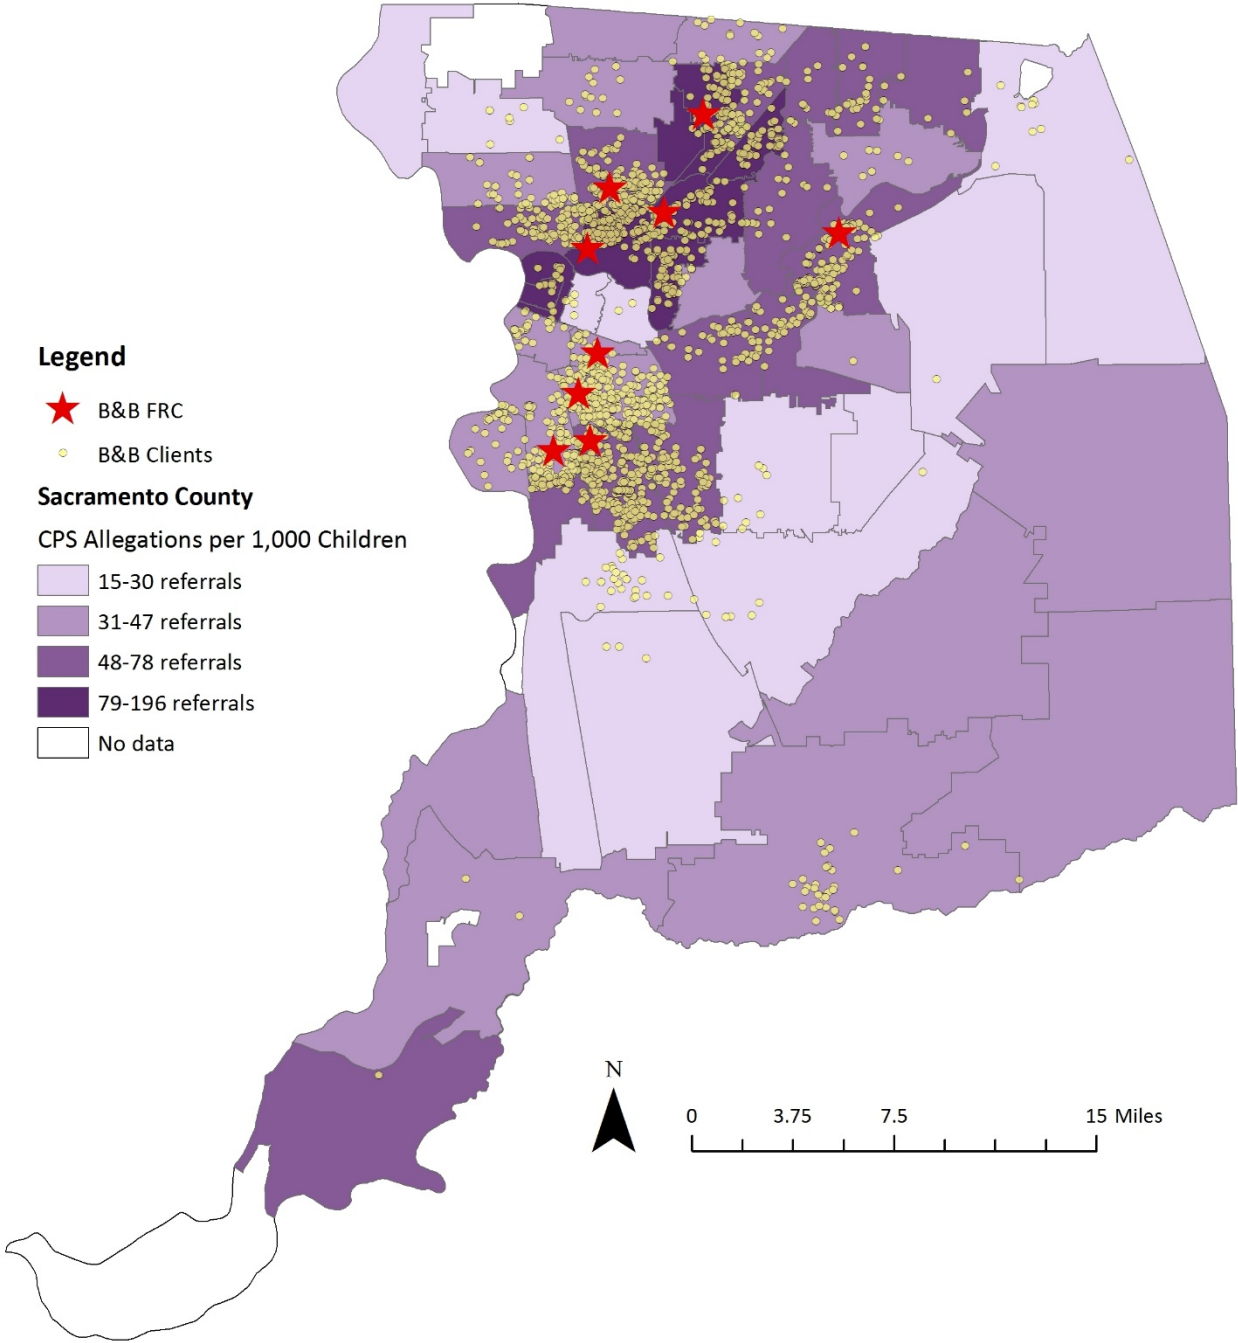 Legend
B&B FRC
B&B Clients
Sacramento County
CPS Allegations per 1,000 Children
15-30 referrals
31-47 referrals
48-78 referrals
79-196 referrals
No data
N
0 3.75 7.5 15 Miles